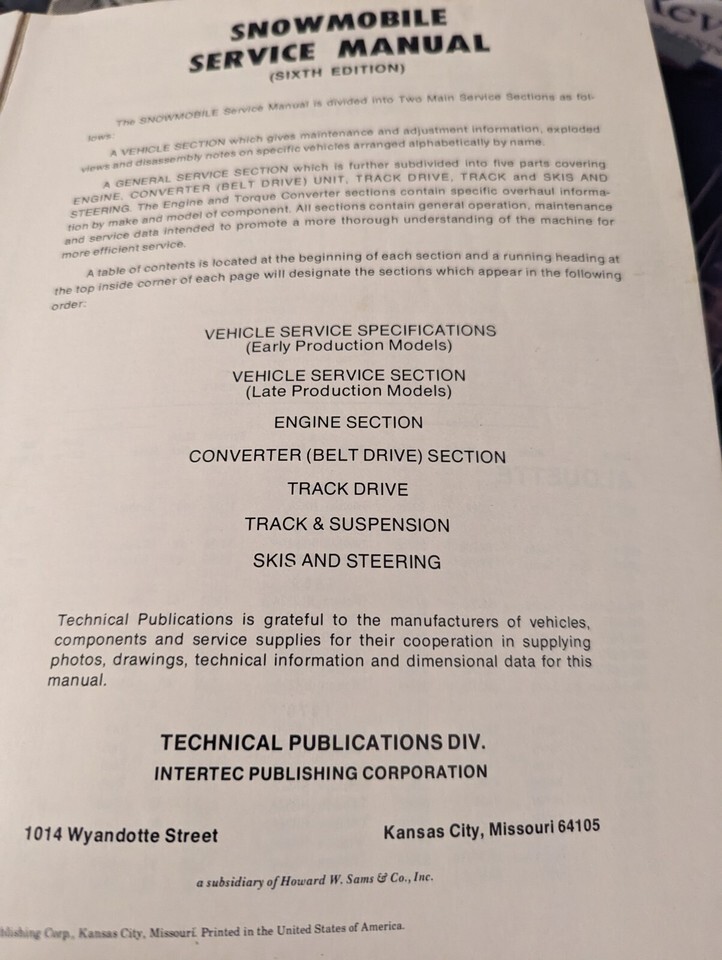 SNOWMOBILE
SERVICE MANUAL
(SIXTH EDITION)
The SNOWMOBILE Service Manual is divided into Two Main Service Sections as fol-
lows:
A VEHICLE SECTION which gives maintenance and adjustment information, exploded
views and disassembly notes on specific vehicles arranged alphabetically by name.
A GENERAL SERVICE SECTION which is further subdivided into five parts covering
ENGINE, CONVERTER (BELT DRIVE) UNIT, TRACK DRIVE, TRACK and SKIS AND
STEERING. The Engine and Torque Converter sections contain specific overhaul informa-
tion by make and model of component. All sections contain general operation, maintenance
and service data intended to promote a more thorough understanding of the machine for
more efficient service.
A table of contents is located at the beginning of each section and a running heading at
the top inside corner of each page will designate the sections which appear in the following
order:
VEHICLE SERVICE SPECIFICATIONS
(Early Production Models)
VEHICLE SERVICE SECTION
(Late Production Models)
ENGINE SECTION
CONVERTER (BELT DRIVE) SECTION
TRACK DRIVE
TRACK & SUSPENSION
SKIS AND STEERING
Technical Publications is grateful to the manufacturers of vehicles,
components and service supplies for their cooperation in supplying
photos, drawings, technical information and dimensional data for this
manual.
TECHNICAL PUBLICATIONS DIV.
INTERTEC PUBLISHING CORPORATION
1014 Wyandotte Street Kansas City, Missouri 64105
a subsidiary of Howard W. Sams & Co., Inc.
blishing Corp., Kansas City, Missouri. Printed in the United States of America.